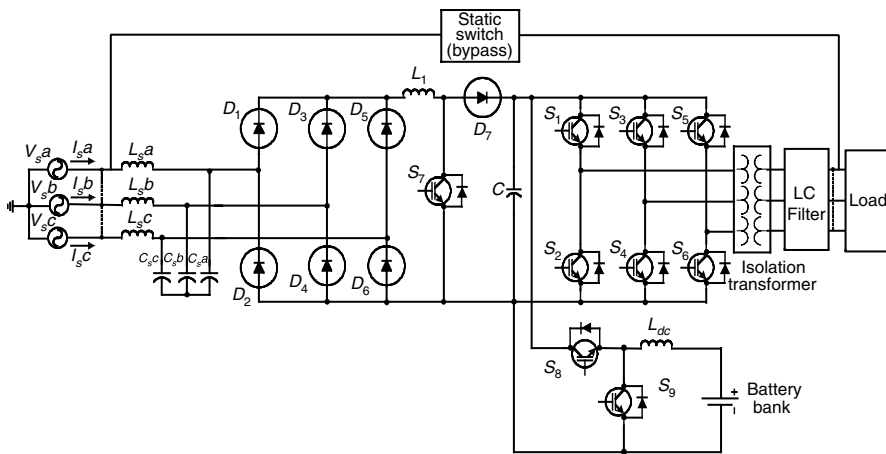 Static
switch
(bypass)
L1
D1
D3
D5
D7
S1
S3
S5
Vsa
Isa
Lsa
Vsb
Isb
Lsb
Vsc
Isc
Lsc
S7
C
LC
Filter
Load
Csc
Csb
Csa
D2
D4
D6
S2
S4
S6
Isolation
transformer
Ldc
S8
S9
+
Battery
bank